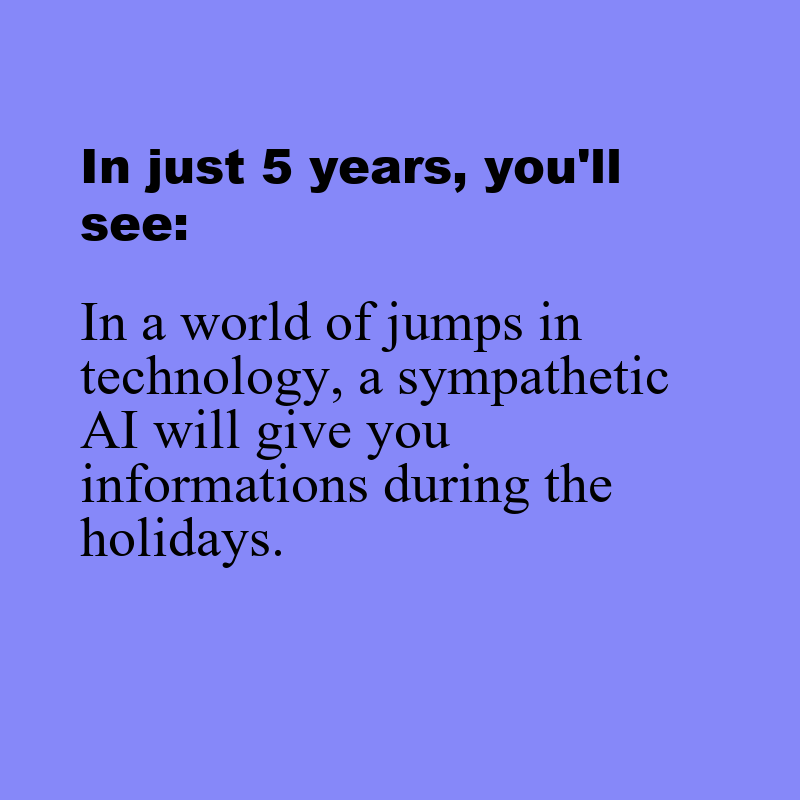 In just 5 years, you'll
see:
In a world of jumps in
technology, a sympathetic
AI will give you
informations during the
holidays.